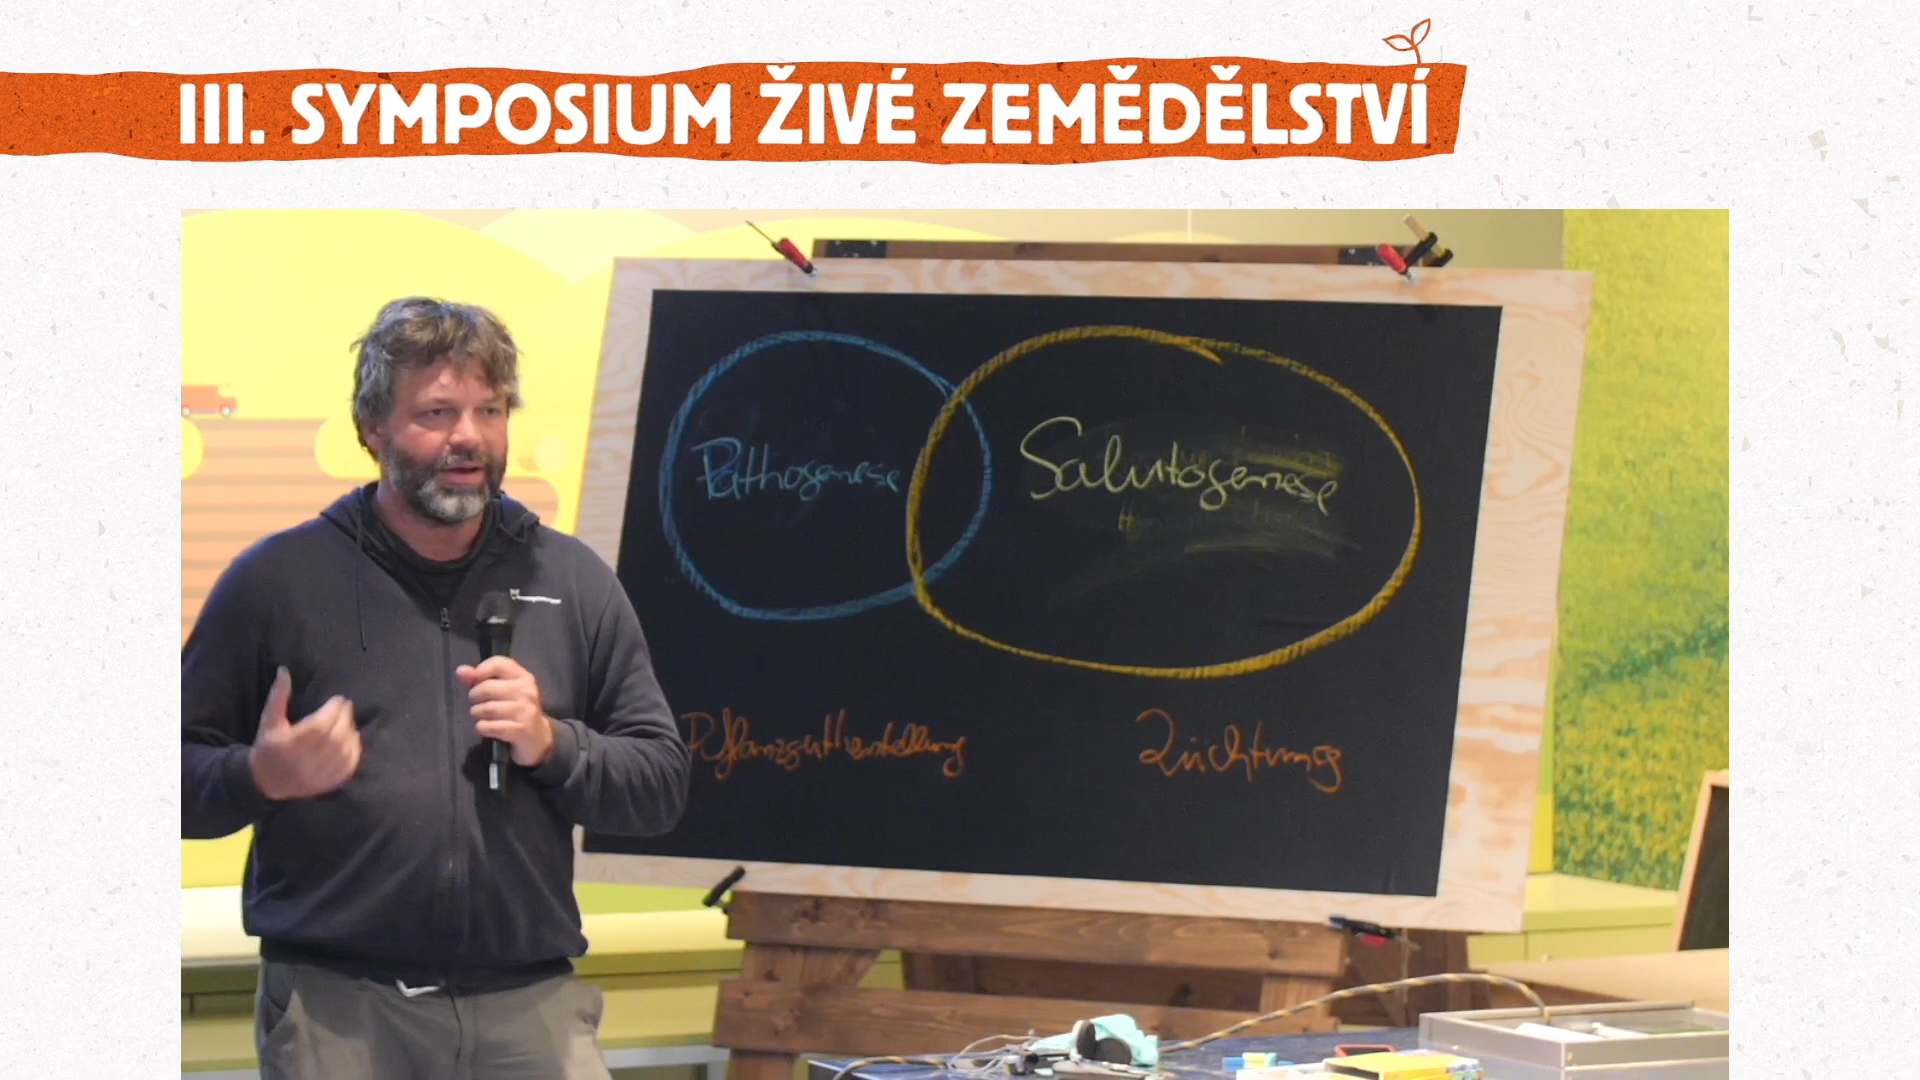 III. SYMPOSIUM ŽIVÉ ZEMĚDĚLSTVÍ
Pathogenese
Salutogenese
Pflanzgutherstellung
Züchtung